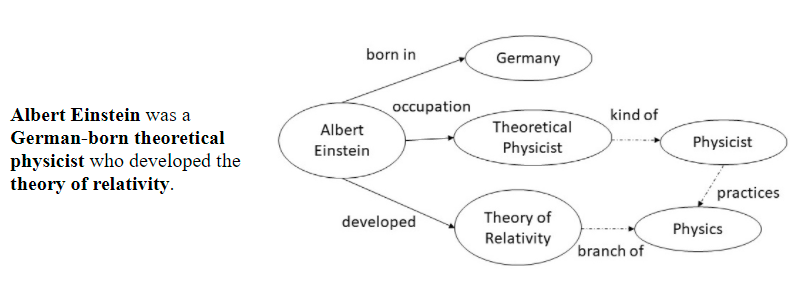 Albert Einstein was a
German-born theoretical
physicist who developed the
theory of relativity.
born in
Germany
occupation
Albert
Einstein
Theoretical
Physicist
kind of
Physicist
practices
developed
Theory of
Relativity
branch of
Physics